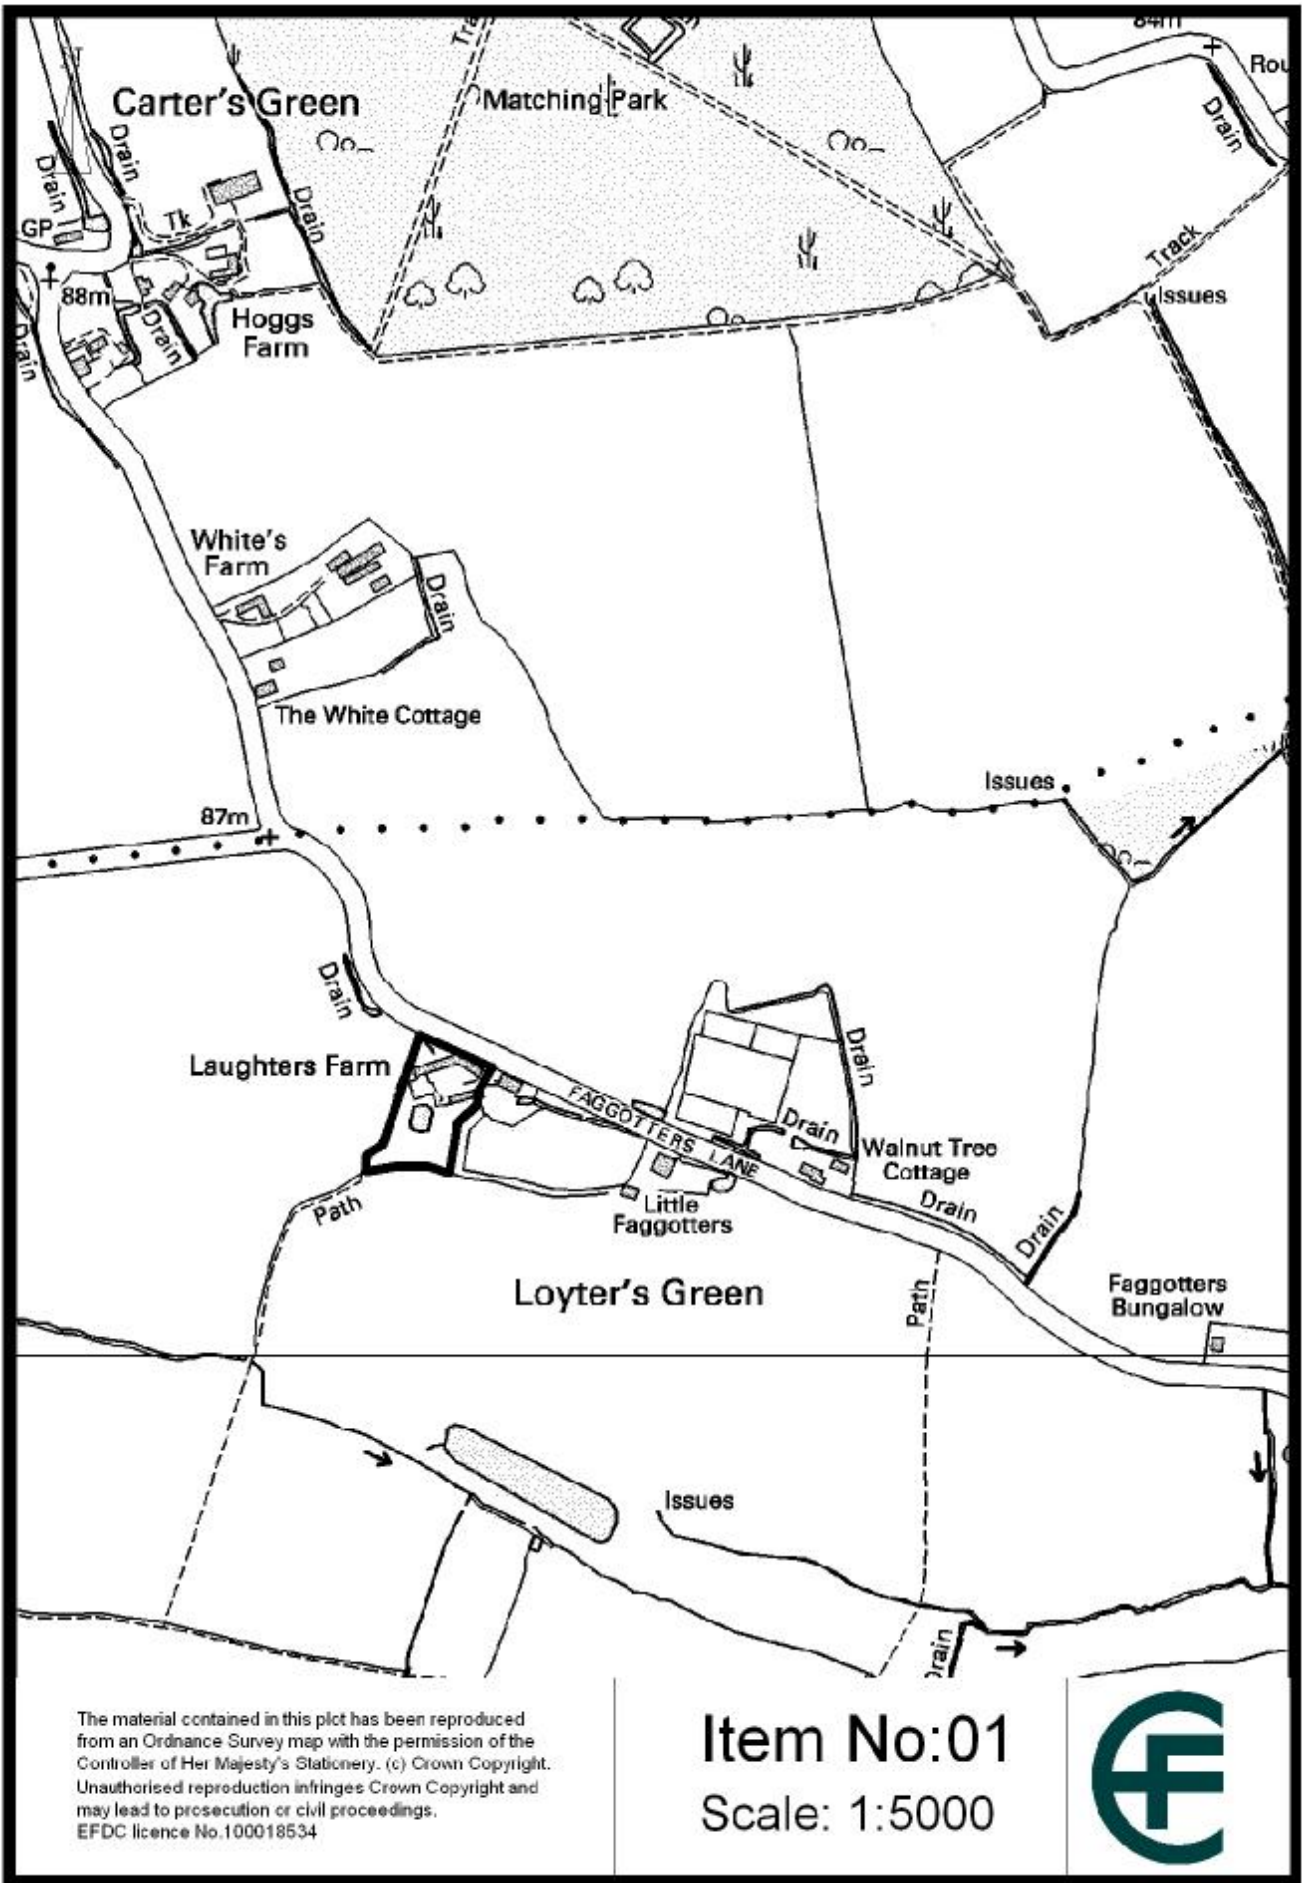 84m
Tra
Rou
Carter's Green
Matching Park
Drain
Drain
Drain
Drain
Tk
GP
Track
88m
Issues
Drain
Drain
Hoggs
Farm
White's
Farm
Drain
The White Cottage
Issues
87m
Drain
Laughters Farm
Drain
FAGGOTTERS LANE
Drain
Walnut Tree
Cottage
Path
Little
Faggotters
Drain
Drain
Loyter's Green
Path
Faggotters
Bungalow
Issues
Drain
The material contained in this plot has been reproduced
from an Ordnance Survey map with the permission of the
Controller of Her Majesty's Stationery. (c) Crown Copyright.
Unauthorised reproduction infringes Crown Copyright and
may lead to prosecution or civil proceedings.
EFDC licence No.100018534
Item No:01
Scale: 1:5000